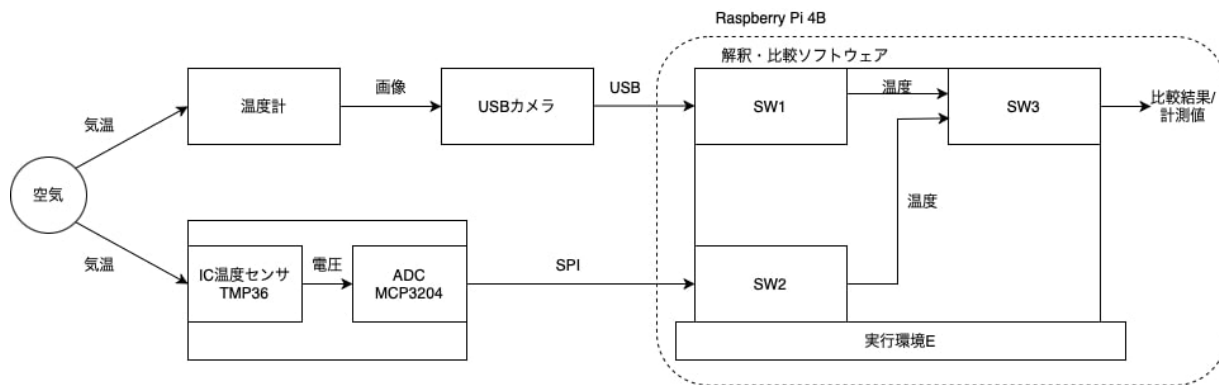 Raspberry Pi 4B
解釈・比較ソフトウェア
気温
温度計
画像
USBカメラ
USB
SW1
温度
SW3
比較結果/
計測値
空気
温度
気温
IC温度センサ
TMP36
電圧
ADC
MCP3204
SPI
SW2
実行環境E